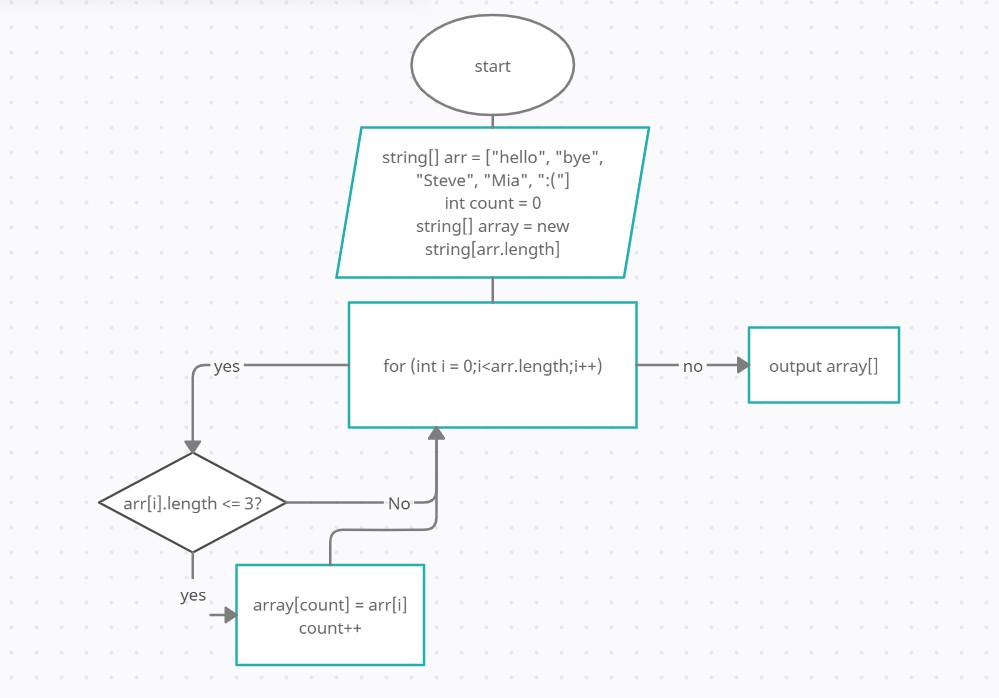 start
string[] arr = ["hello", "bye",
"Steve", "Mia", ":("]
int count = 0
string[] array = new
string[arr.length]
for (int i = 0;i<arr.length;i++)
yes
no
output array[]
arr[i].length <= 3?
No
yes
array[count] = arr[i]
count++